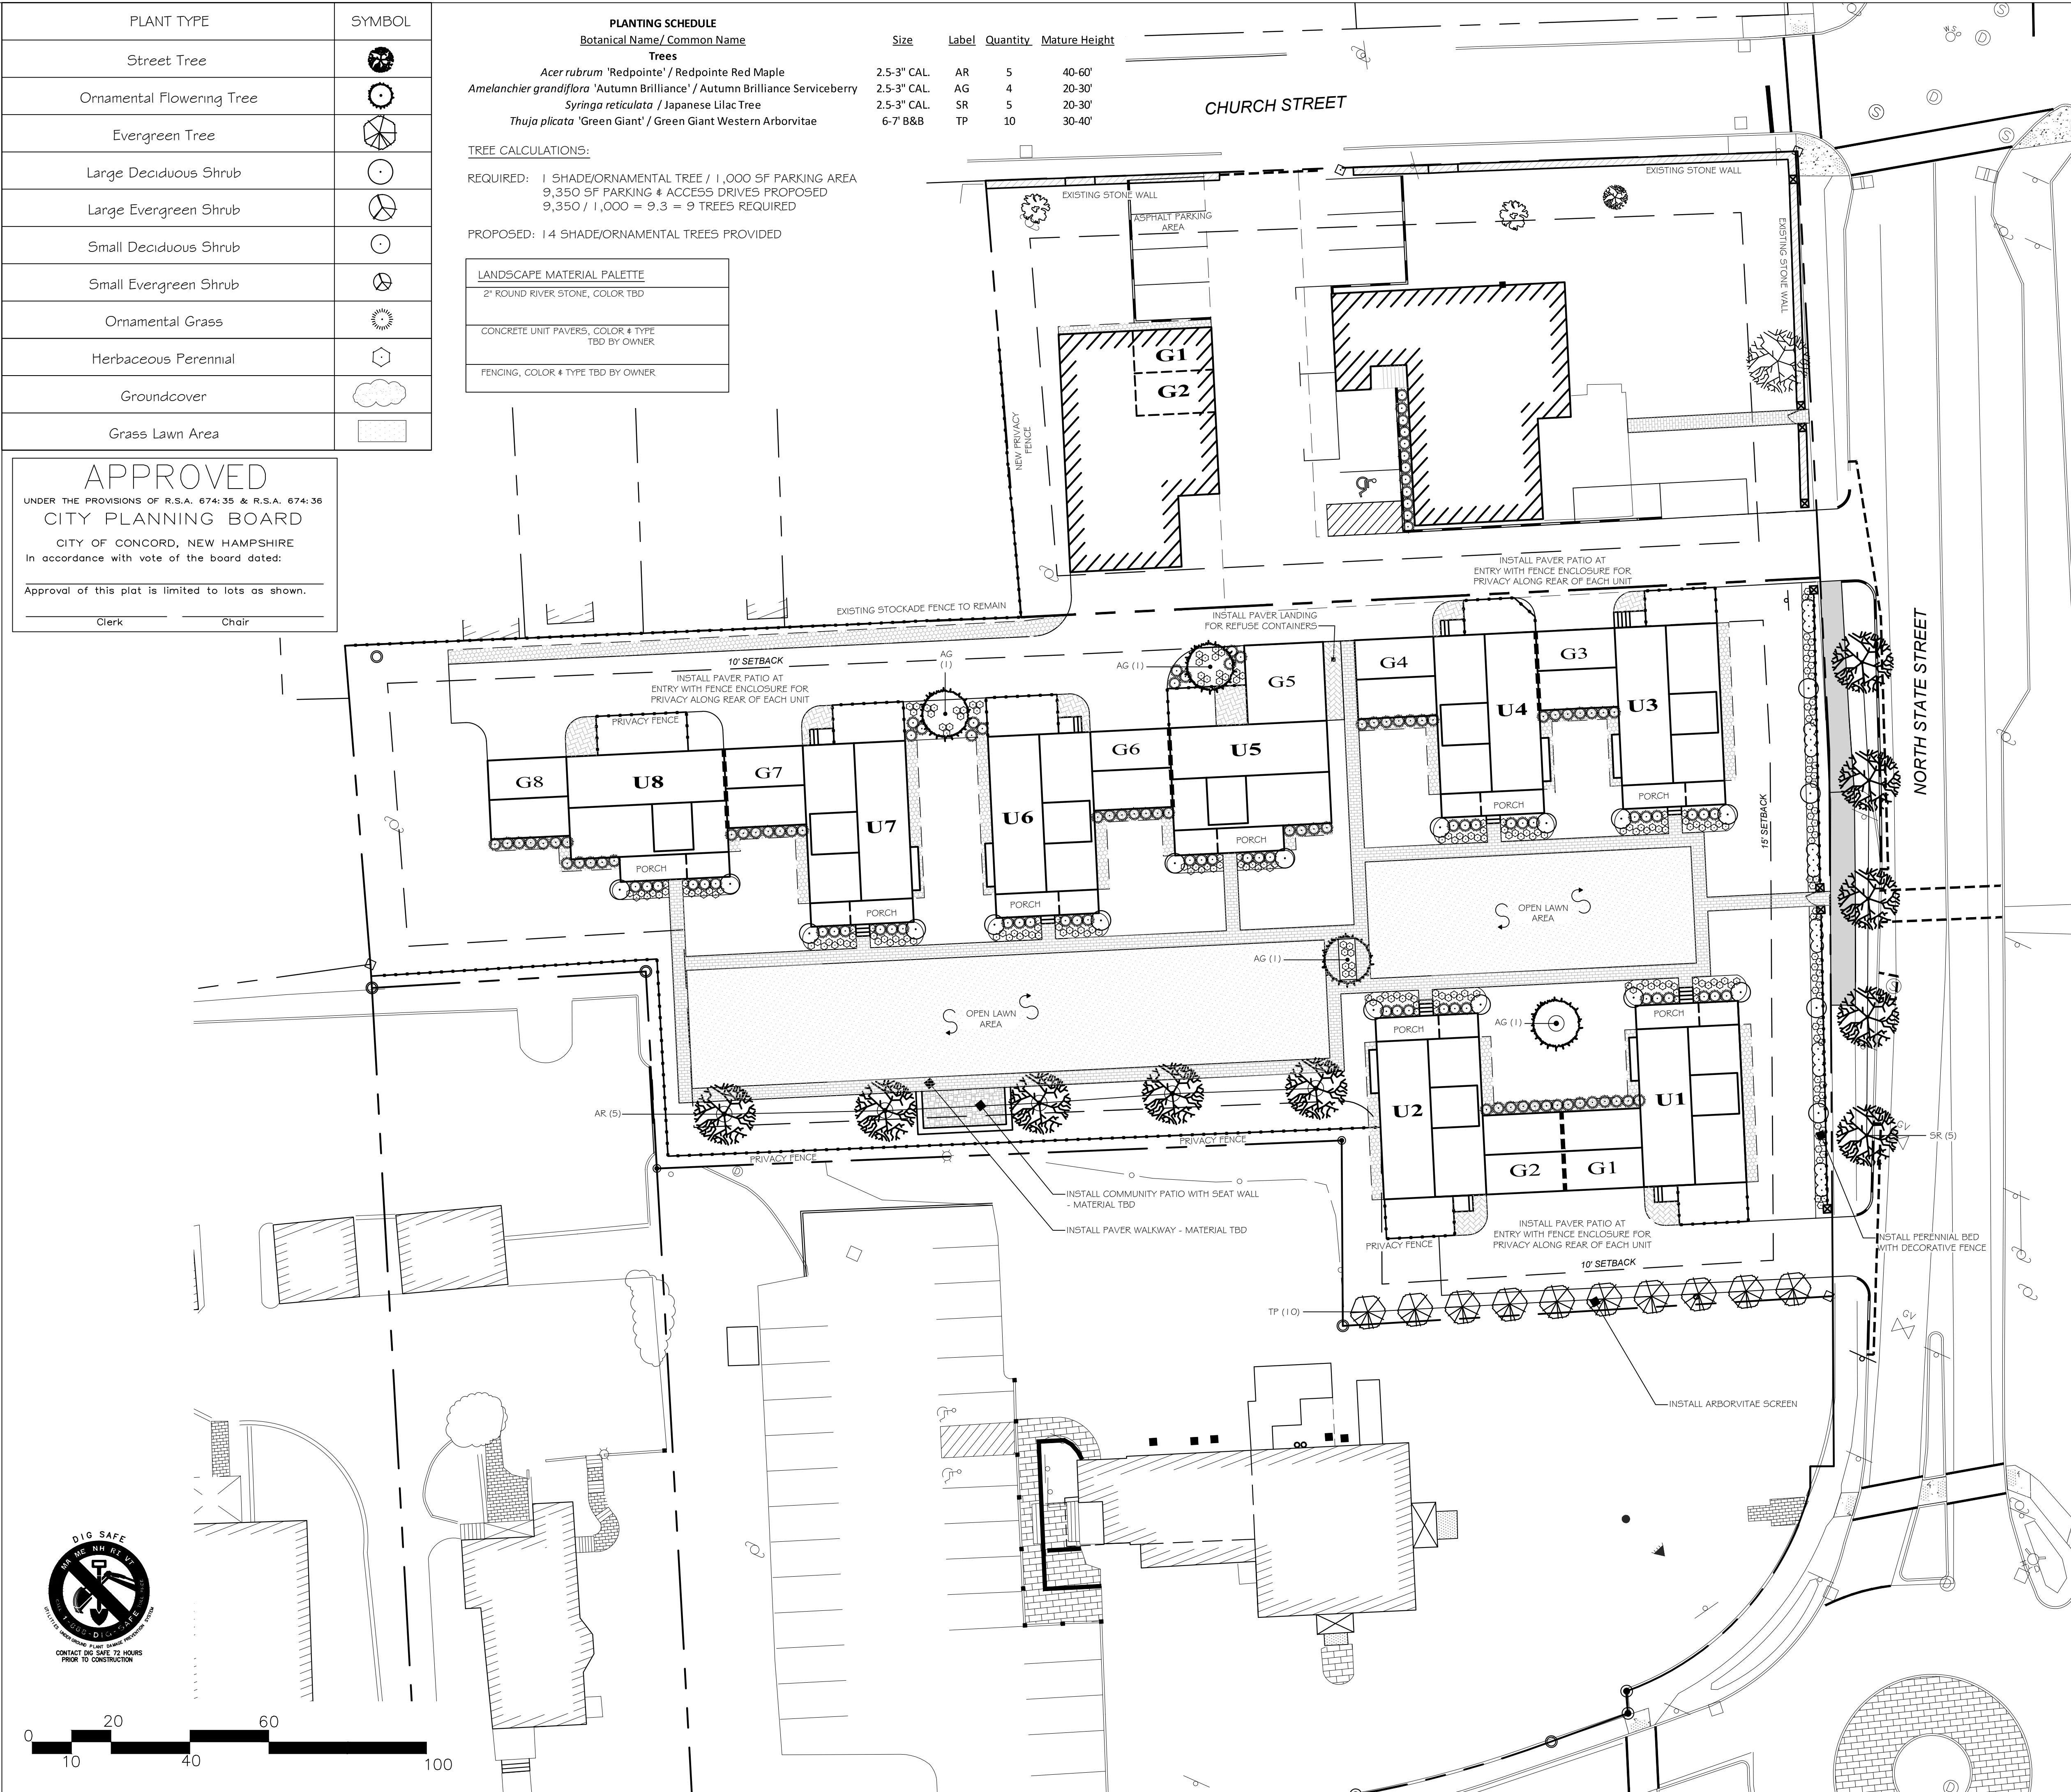 PLANT TYPE SYMBOL
Street Tree
Ornamental Flowering Tree
Evergreen Tree
Large Deciduous Shrub
Large Evergreen Shrub
Small Deciduous Shrub
Small Evergreen Shrub
Ornamental Grass
Herbaceous Perennial
Groundcover
Grass Lawn Area
APPROVED
UNDER THE PROVISIONS OF R.S.A. 674:35 & R.S.A. 674:36
CITY PLANNING BOARD
CITY OF CONCORD, NEW HAMPSHIRE
In accordance with vote of the board dated:
Approval of this plat is limited to lots as shown.
Clerk Chair
PLANTING SCHEDULE
Botanical Name/ Common Name Size Label Quantity Mature Height
Trees
Acer rubrum 'Redpointe' / Redpointe Red Maple 2.5-3" CAL. AR 5 40-60'
Amelanchier grandiflora 'Autumn Brilliance' / Autumn Brilliance Serviceberry 2.5-3" CAL. AG 4 20-30'
Syringa reticulata / Japanese Lilac Tree 2.5-3" CAL. SR 5 20-30'
Thuja plicata 'Green Giant' / Green Giant Western Arborvitae 6-7' B&B TP 10 30-40'
TREE CALCULATIONS:
REQUIRED: 1 SHADE/ORNAMENTAL TREE / 1,000 SF PARKING AREA
9,350 SF PARKING & ACCESS DRIVES PROPOSED
9,350 / 1,000 = 9.3 = 9 TREES REQUIRED
PROPOSED: 14 SHADE/ORNAMENTAL TREES PROVIDED
LANDSCAPE MATERIAL PALETTE
2" ROUND RIVER STONE, COLOR TBD
CONCRETE UNIT PAVERS, COLOR & TYPE
TBD BY OWNER
FENCING, COLOR & TYPE TBD BY OWNER
CHURCH STREET
EXISTING STONE WALL
EXISTING STONE WALL
EXISTING STONE WALL
ASPHALT PARKING
AREA
G1
G2
NEW PRIVACY
FENCE
INSTALL PAVER PATIO AT
ENTRY WITH FENCE ENCLOSURE FOR
PRIVACY ALONG REAR OF EACH UNIT
EXISTING STOCKADE FENCE TO REMAIN
INSTALL PAVER LANDING
FOR REFUSE CONTAINERS
NORTH STATE STREET
10' SETBACK
INSTALL PAVER PATIO AT
ENTRY WITH FENCE ENCLOSURE FOR
PRIVACY ALONG REAR OF EACH UNIT
AG
(1)
AG (1)
G5
G4
G3
U4
U3
PRIVACY FENCE
G8
U8
G7
U7
U6
G6
U5
PORCH
PORCH
PORCH
PORCH
PORCH
PORCH
15' SETBACK
OPEN LAWN
AREA
AG (1)
OPEN LAWN
AREA
AG (1)
PORCH
PORCH
U2
U1
G2
G1
AR (5)
SR (5)
GV
PRIVACY FENCE
PRIVACY FENCE
INSTALL COMMUNITY PATIO WITH SEAT WALL
- MATERIAL TBD
INSTALL PAVER WALKWAY - MATERIAL TBD
PRIVACY FENCE
INSTALL PAVER PATIO AT
ENTRY WITH FENCE ENCLOSURE FOR
PRIVACY ALONG REAR OF EACH UNIT
10' SETBACK
INSTALL PERENNIAL BED
WITH DECORATIVE FENCE
TP (10)
GV
INSTALL ARBORVITAE SCREEN
DIG SAFE
MA ME NH RI VT
1-888-DIG-SAFE
UTILITIES UNDERGROUND PLANT DAMAGE PREVENTION SYSTEM
CONTACT DIG SAFE 72 HOURS
PRIOR TO CONSTRUCTION
0 20 60
10 40 100